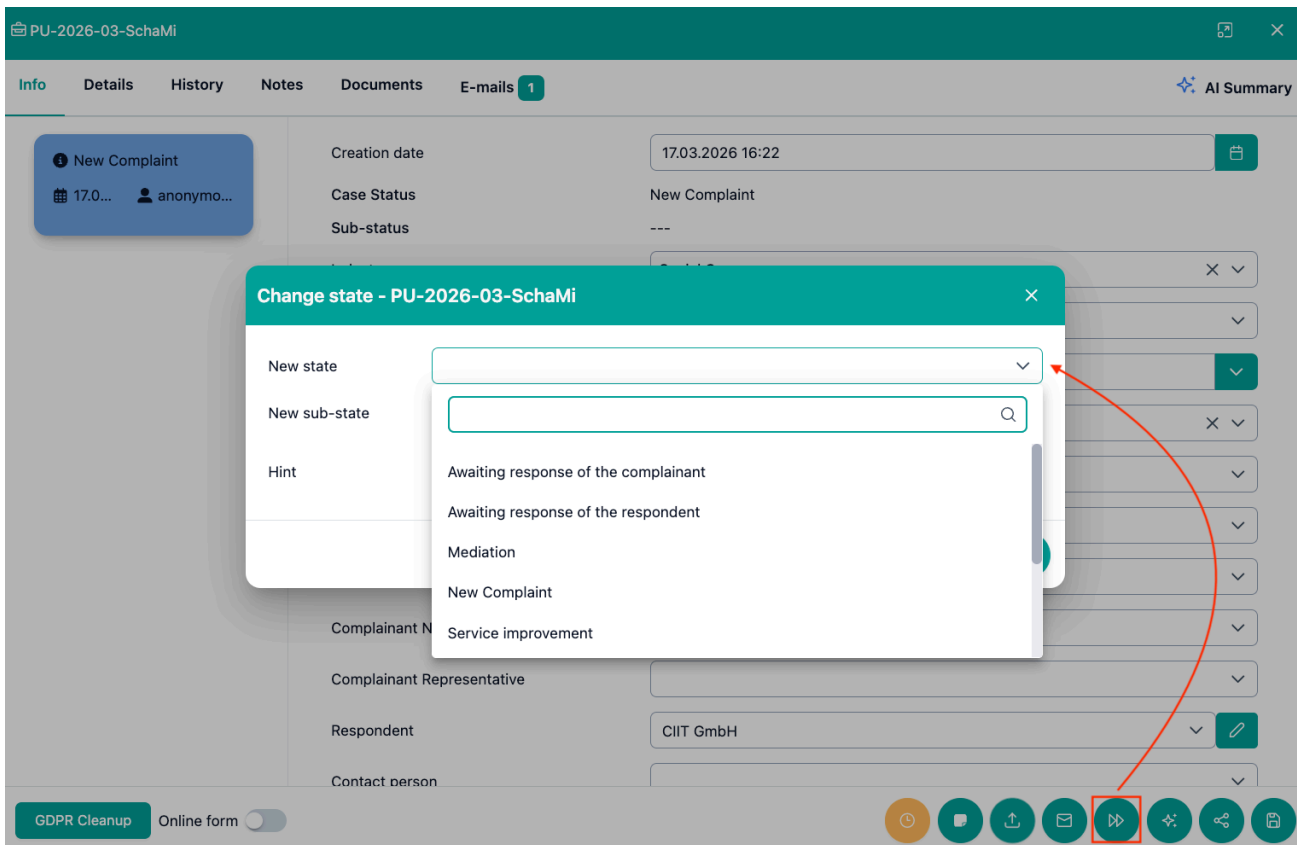 PU-2026-03-SchaMi
Info Details History Notes Documents E-mails 1 AI Summary
New Complaint
17.0... anonymo...
Creation date 17.03.2026 16:22
Case Status New Complaint
Sub-status ---
Change state - PU-2026-03-SchaMi
New state
New sub-state
Hint
Awaiting response of the complainant
Awaiting response of the respondent
Mediation
New Complaint
Service improvement
Complainant N
Complainant Representative
Respondent CIIT GmbH
Contact person
GDPR Cleanup Online form